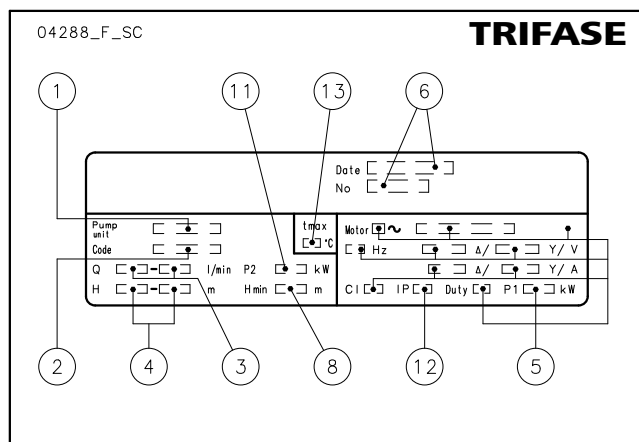 04288_F_SC TRIFASE
1 11 13 6
Date
No
Pump unit tmax Motor ~
Code °C Hz Δ/ Y/ V
Q - l/min P2 kW Δ/ Y/ A
H - m Hmin m Cl IP Duty P1 kW
2 4 3 8 12 5